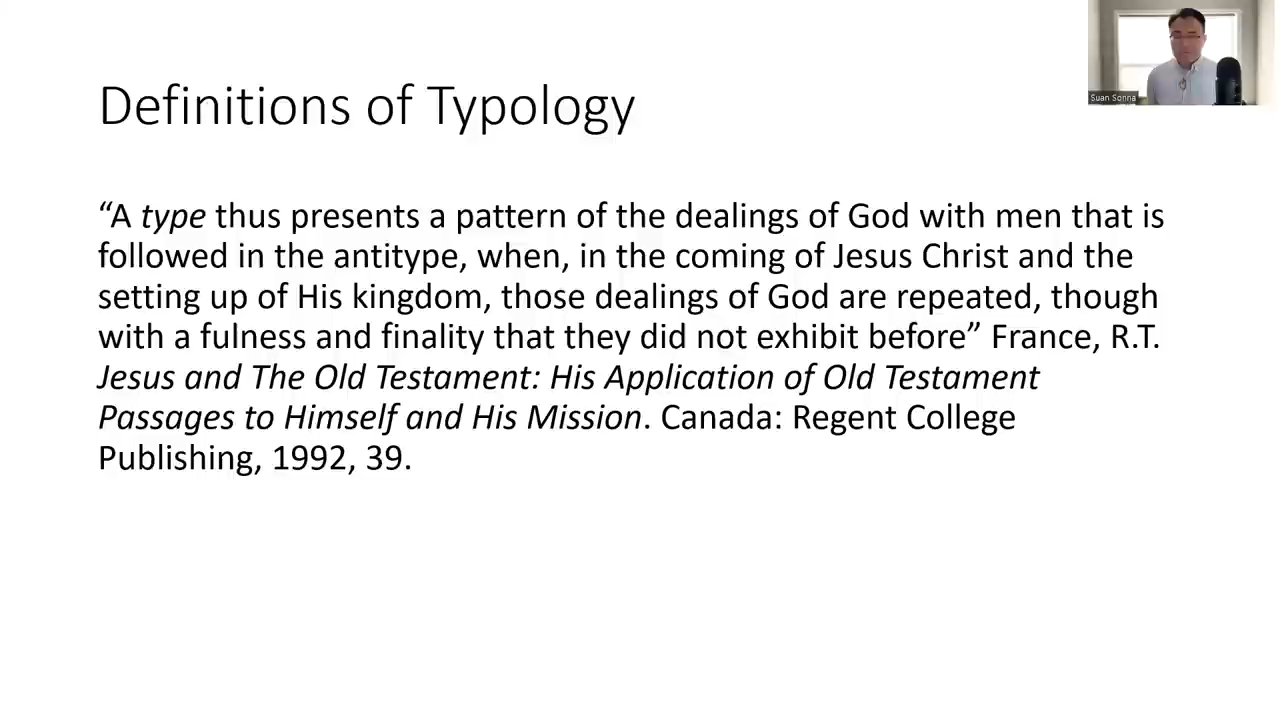 Definitions of Typology
Suan Sonna
“A type thus presents a pattern of the dealings of God with men that is
followed in the antitype, when, in the coming of Jesus Christ and the
setting up of His kingdom, those dealings of God are repeated, though
with a fulness and finality that they did not exhibit before” France, R.T.
Jesus and The Old Testament: His Application of Old Testament
Passages to Himself and His Mission. Canada: Regent College
Publishing, 1992, 39.